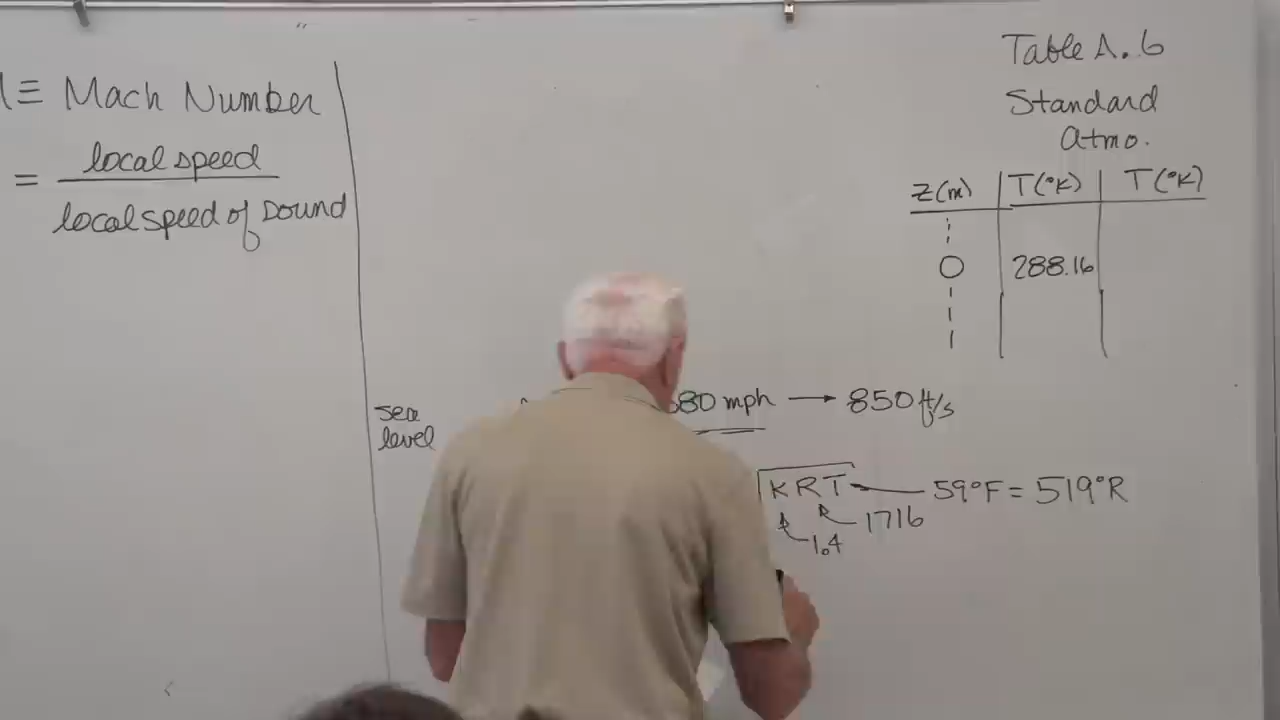 ≡ Mach Number
= local speed
local speed of sound
Table A.6
Standard
Atmo.
Z(m) T(°K) T(°K)
0 288.16
sea
level
80 mph → 850 ft/s
KRT 59°F = 519°R
1.4 1716